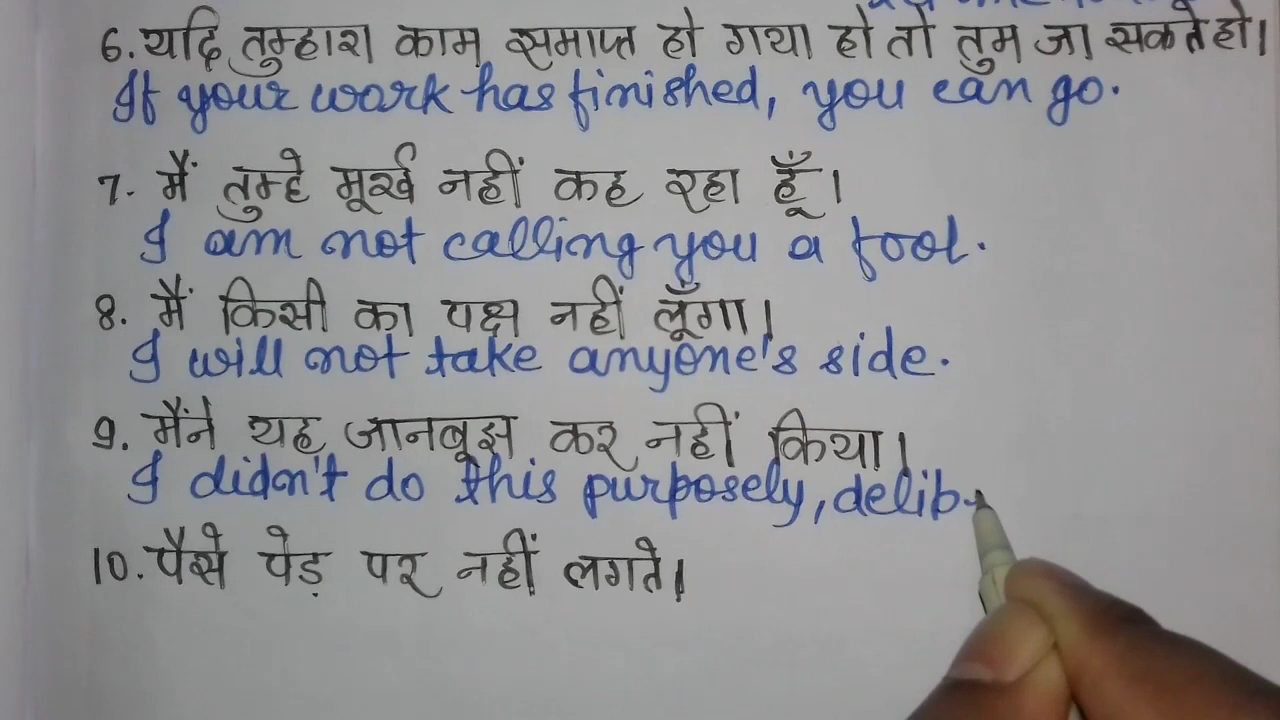 6. यदि तुम्हारा काम समाप्त हो गया हो तो तुम जा सकते हो।
If your work has finished, you can go.
7. मैं तुम्हे मूर्ख नहीं कह रहा हूँ।
I am not calling you a fool.
8. मैं किसी का पक्ष नहीं लूँगा।
I will not take anyone's side.
9. मैंने यह जानबूझ कर नहीं किया।
I didn't do this purposely, delib
10. पैसे पेड़ पर नहीं लगते।